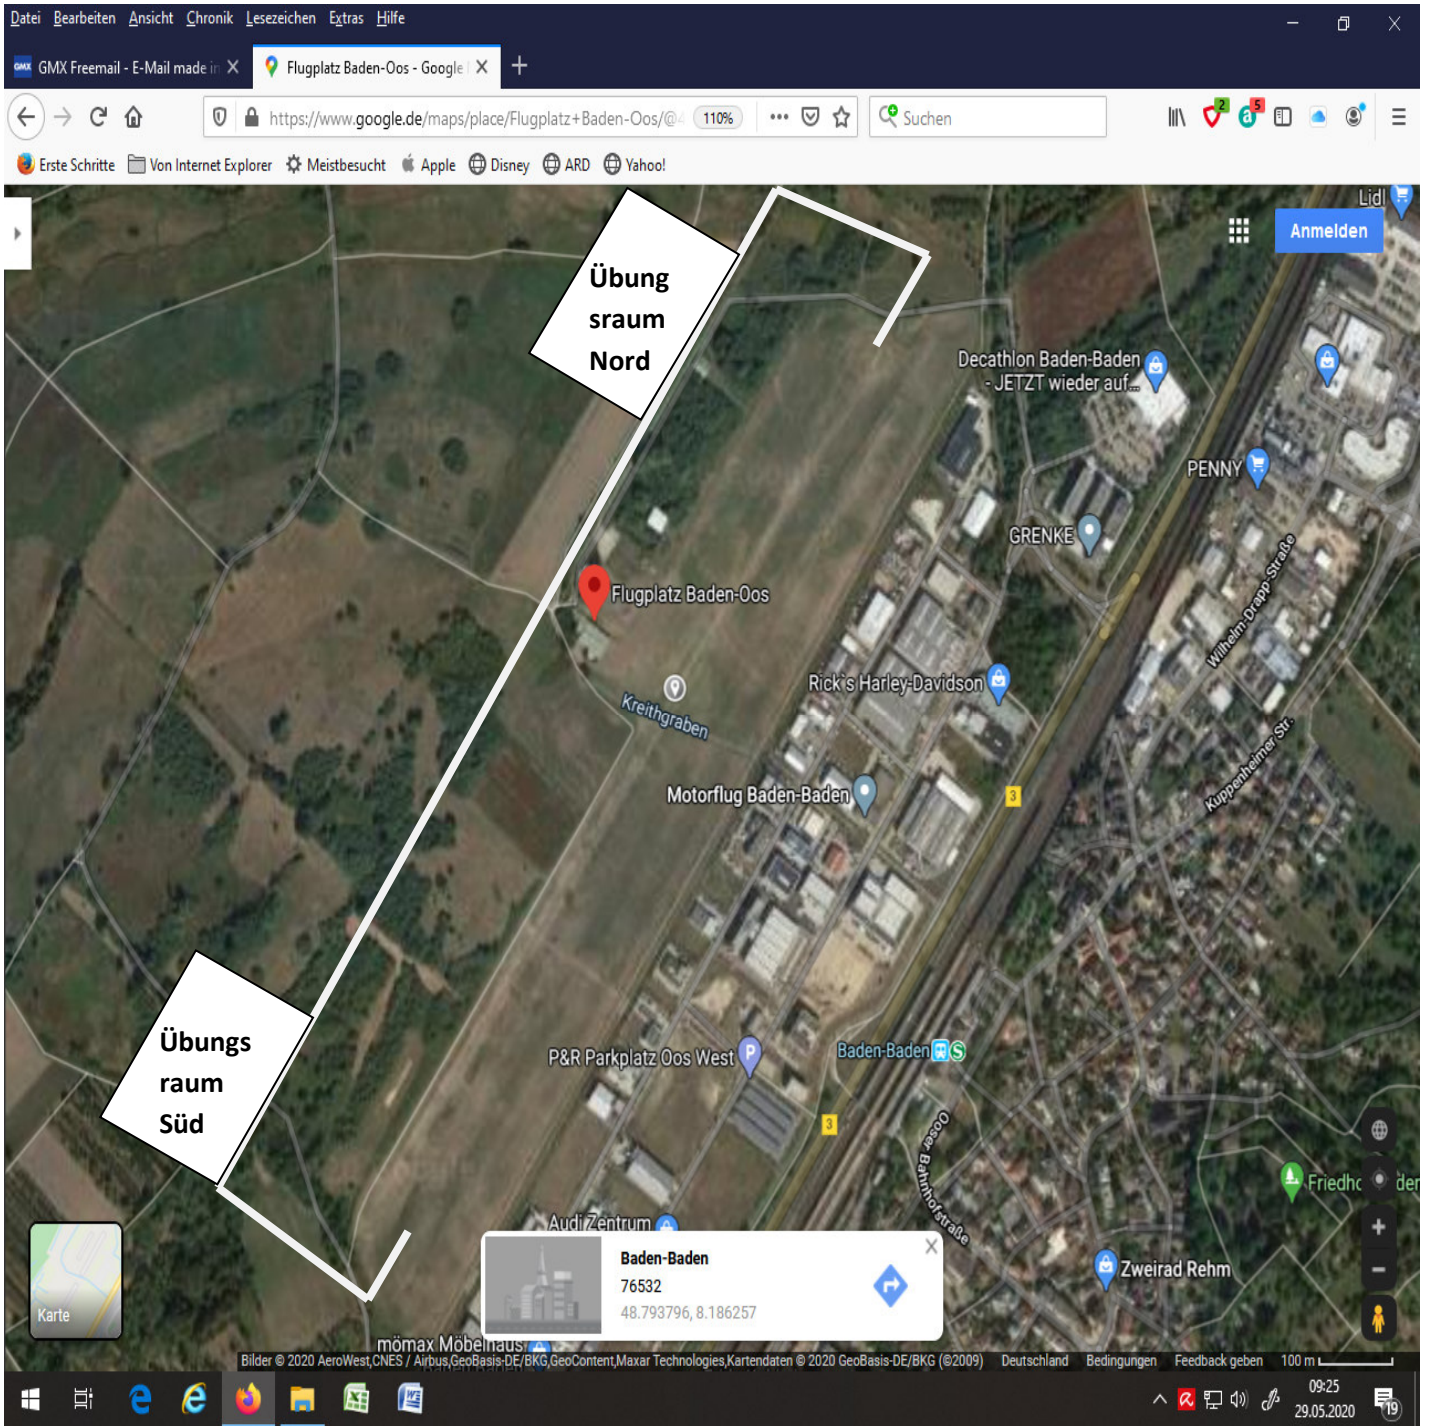 Datei Bearbeiten Ansicht Chronik Lesezeichen Extras Hilfe
GMX Freemail - E-Mail made in
Flugplatz Baden-Oos - Google
https://www.google.de/maps/place/Flugplatz+Baden-Oos/@4
110%
Suchen
2
5
Erste Schritte Von Internet Explorer Meistbesucht Apple Disney ARD Yahoo!
Lidl
Anmelden
Übung
sraum
Nord
Decathlon Baden-Baden
- JETZT wieder auf...
PENNY
GRENKE
Wilhelm-Drapp-Straße
Flugplatz Baden-Oos
Rick's Harley-Davidson
Kreithgraben
Kuppenheimer Str.
Motorflug Baden-Baden
3
Übungs
raum
Süd
P&R Parkplatz Oos West
P
Baden-Baden S
3
Ooser Bahnhofstraße
Friedho
der
Audi Zentrum
Baden-Baden
76532
48.793796, 8.186257
Zweirad Rehm
Karte
mömax Möbelhaus
Bilder © 2020 AeroWest,CNES / Airbus,GeoBasis-DE/BKG,GeoContent,Maxar Technologies,Kartendaten © 2020 GeoBasis-DE/BKG (©2009) Deutschland Bedingungen Feedback geben 100 m
09:25
29.05.2020
19